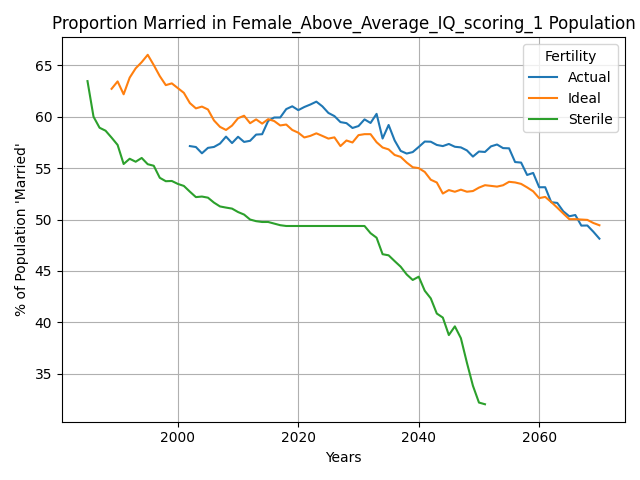 Proportion Married in Female_Above_Average_IQ_scoring_1 Population
Fertility
Actual
Ideal
Sterile
% of Population 'Married'
65
60
55
50
45
40
35
2000
2020
2040
2060
Years